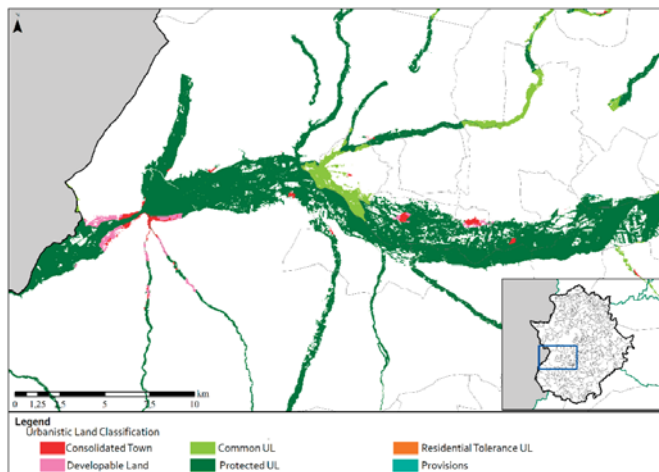 0 1,25 2,5 5 7,5 10
km
Legend
Urbanistic Land Classification
Consolidated Town Common UL Residential Tolerance UL
Developable Land Protected UL Provisions